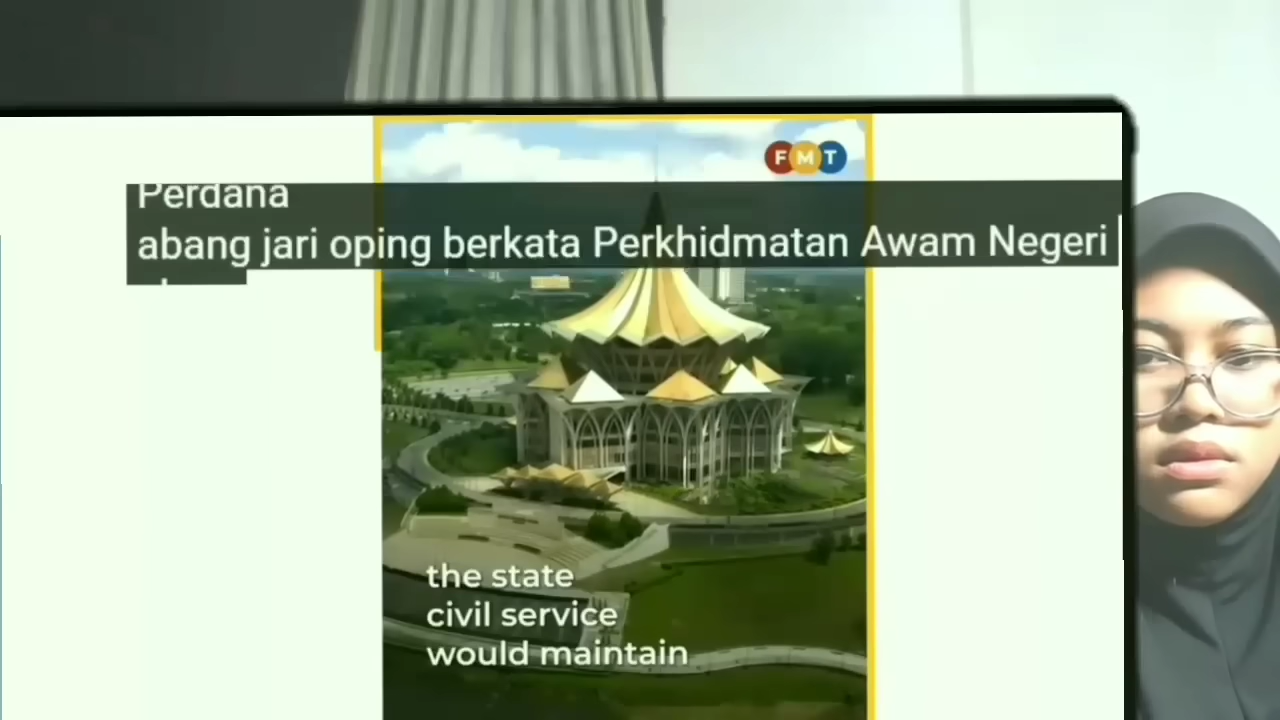 FMT
Perdana
abang jari oping berkata Perkhidmatan Awam Negeri
the state
civil service
would maintain